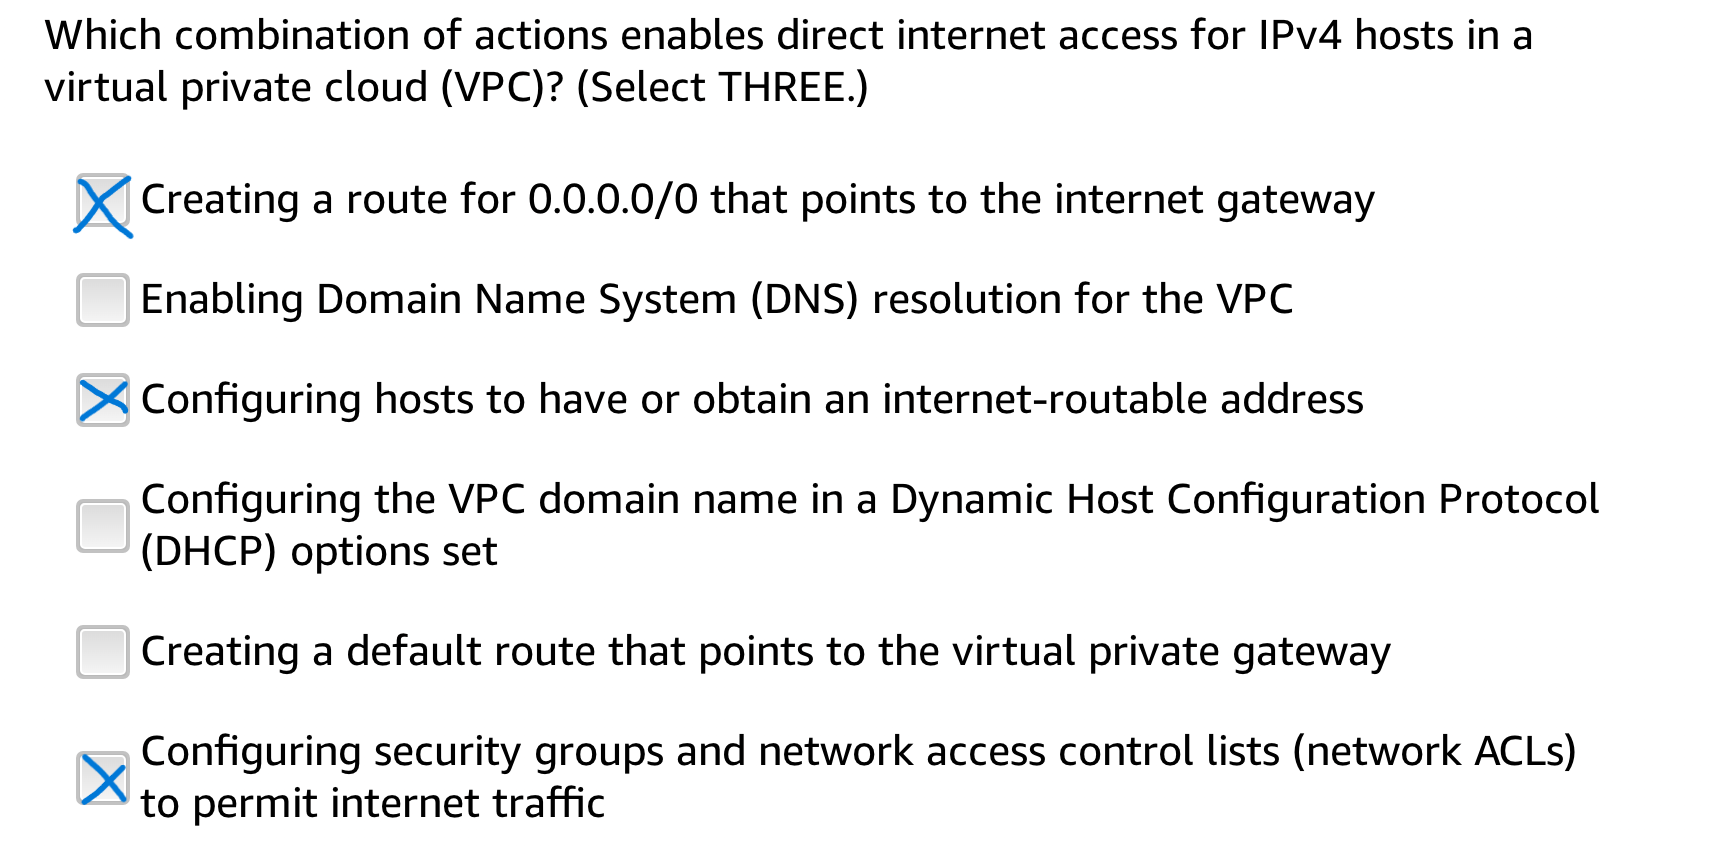 Which combination of actions enables direct internet access for IPv4 hosts in a
virtual private cloud (VPC)? (Select THREE.)
Creating a route for 0.0.0.0/0 that points to the internet gateway
Enabling Domain Name System (DNS) resolution for the VPC
Configuring hosts to have or obtain an internet-routable address
Configuring the VPC domain name in a Dynamic Host Configuration Protocol
(DHCP) options set
Creating a default route that points to the virtual private gateway
Configuring security groups and network access control lists (network ACLs)
to permit internet traffic